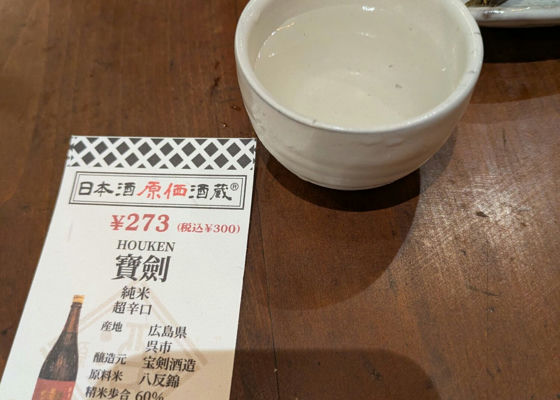 日本酒原価酒蔵®
¥273 (税込¥300)
HOUKEN
寶劍
純米
超辛口
産地 広島県
呉市
醸造元 宝剣酒造
原料米 八反錦
精米歩合 60%